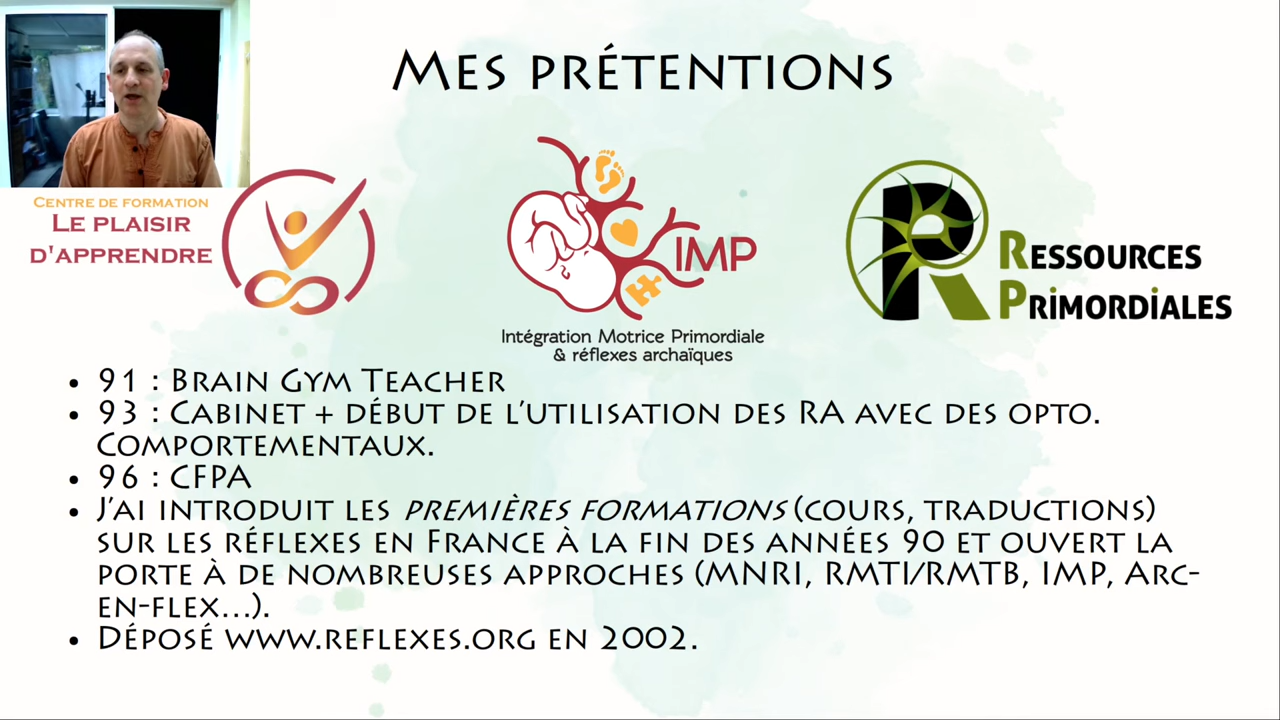 Mes prétentions
Centre de formation
Le plaisir
d'apprendre
IMP
Intégration Motrice Primordiale
& réflexes archaïques
R
Ressources
Primordiales
• 91 : Brain Gym Teacher
• 93 : Cabinet + début de l'utilisation des RA avec des opto.
Comportementaux.
• 96 : CFPA
• J'ai introduit les premières formations (cours, traductions)
sur les réflexes en France à la fin des années 90 et ouvert la
porte à de nombreuses approches (MNRI, RMTI/RMTB, IMP, Arc-
en-flex…).
• Déposé www.reflexes.org en 2002.